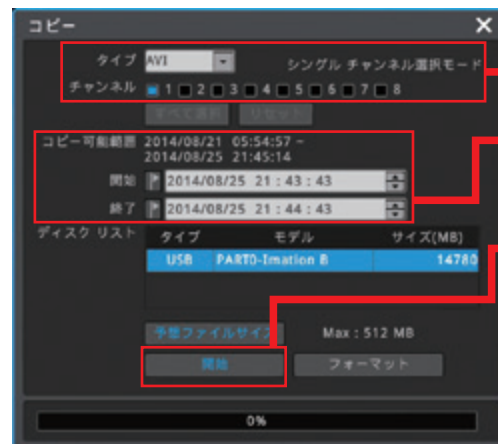 コピー
タイプ AVI シングル チャンネル選択モード
チャンネル 1 2 3 4 5 6 7 8
すべて選択 リセット
コピー可能範囲 2014/08/21 05:54:57 ~
2014/08/25 21:45:14
開始 2014/08/25 21:43:43
終了 2014/08/25 21:44:43
ディスク リスト タイプ モデル サイズ(MB)
USB PART0-Imation B 14780
予想ファイルサイズ Max : 512 MB
開始 フォーマット
0%